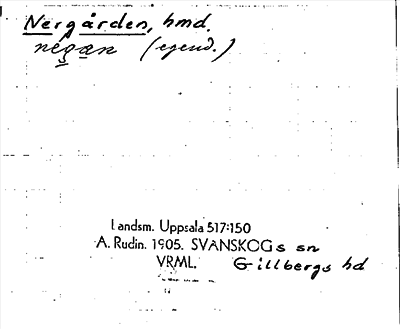 Nergården, hmd.
negan (egend.)
Landsm. Uppsala 517:150
A. Rudin. 1905. SVANSKOGs sn
VRML. Gillbergs hd